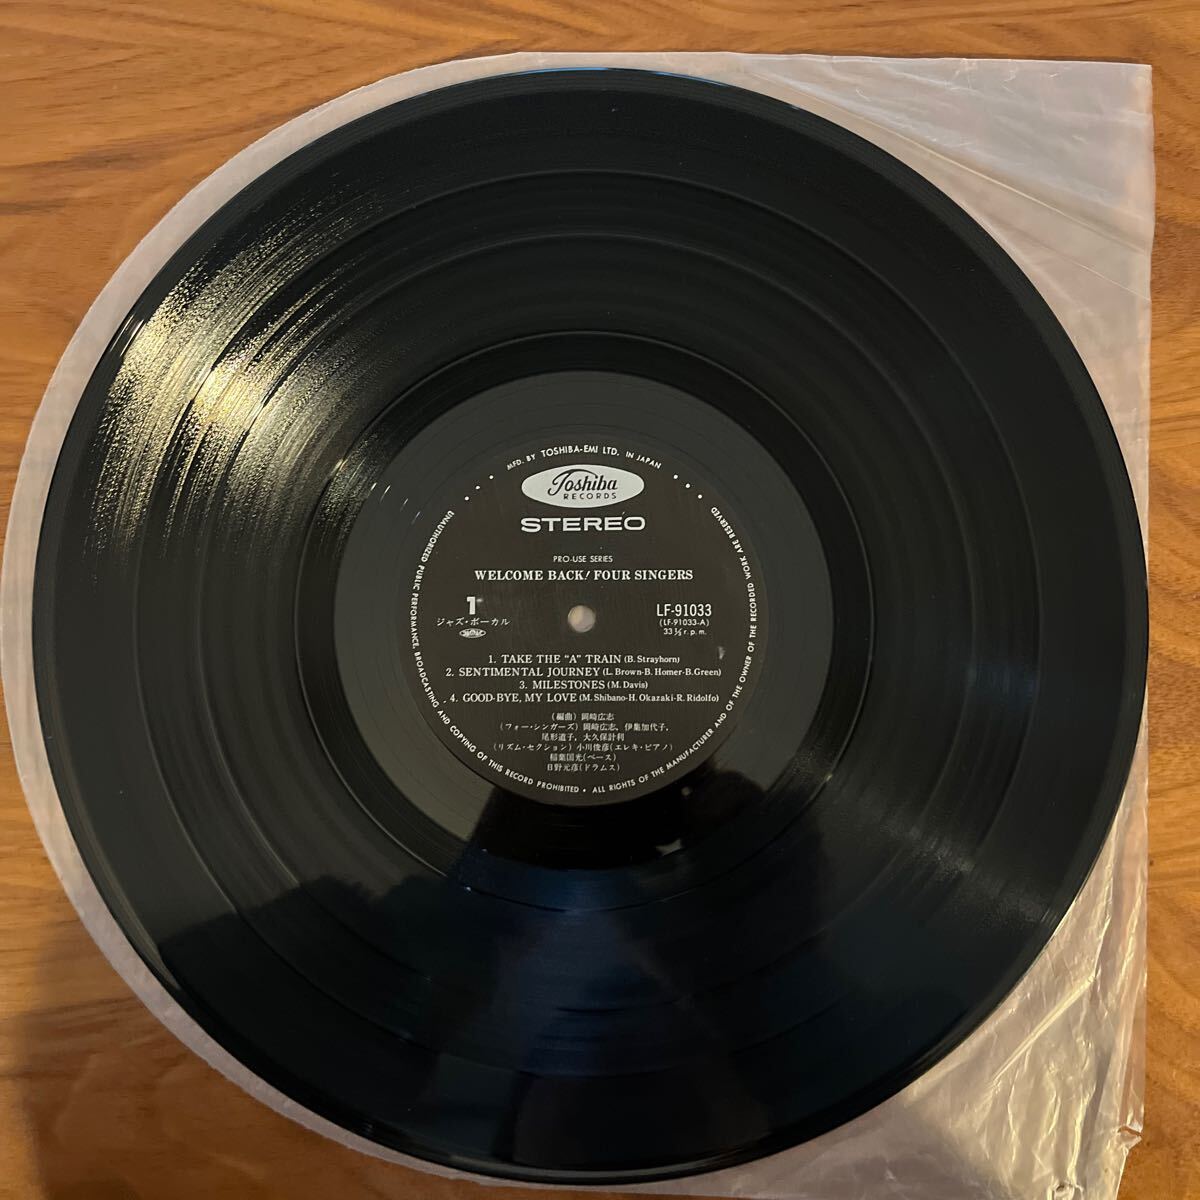 MFD. BY TOSHIBA-EMI LTD. IN JAPAN
Toshiba
RECORDS
STEREO
PRO-USE SERIES
WELCOME BACK! FOUR SINGERS
1
LF-91033
ジャズ・ボーカル
(LF-91033-A)
33⅓ r.p.m.
1. TAKE THE "A" TRAIN (B. Strayhorn)
2. SENTIMENTAL JOURNEY (L. Brown-B. Homer-B. Green)
3. MILESTONES (M. Davis)
4. GOOD-BYE, MY LOVE (M. Shibano-H. Okazaki-R. Ridolfo)
(編曲) 岡崎広志
(フォー・シンガーズ) 岡崎広志, 伊集加代子,
尾形道子, 大久保計利
(リズム・セクション) 小川俊彦(エレキ・ピアノ)
稲葉国光(ベース)
日野元彦(ドラムス)
UNAUTHORIZED PUBLIC PERFORMANCE, BROADCASTING AND COPYING OF THIS RECORD PROHIBITED • ALL RIGHTS OF THE MANUFACTURER AND OF THE OWNER OF THE RECORDED WORK ARE RESERVED